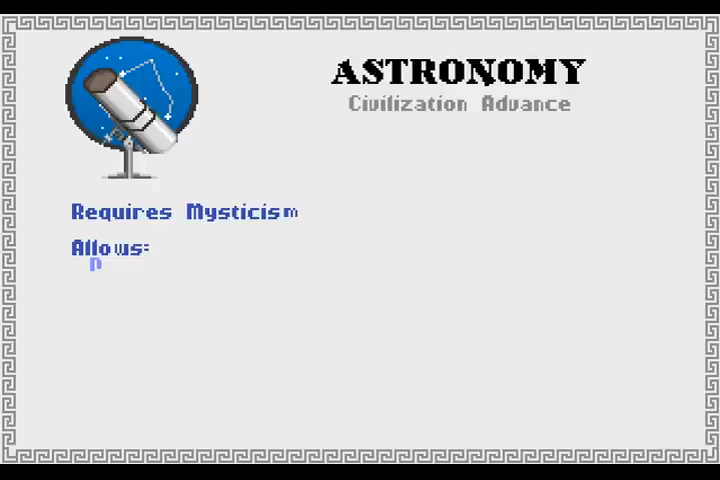 ASTRONOMY
Civilization Advance
Requires Mysticism
Allows: